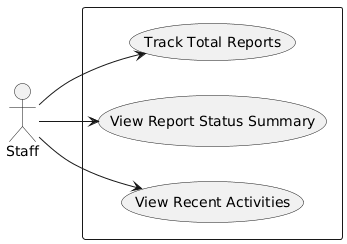 Track Total Reports
View Report Status Summary
Staff
View Recent Activities